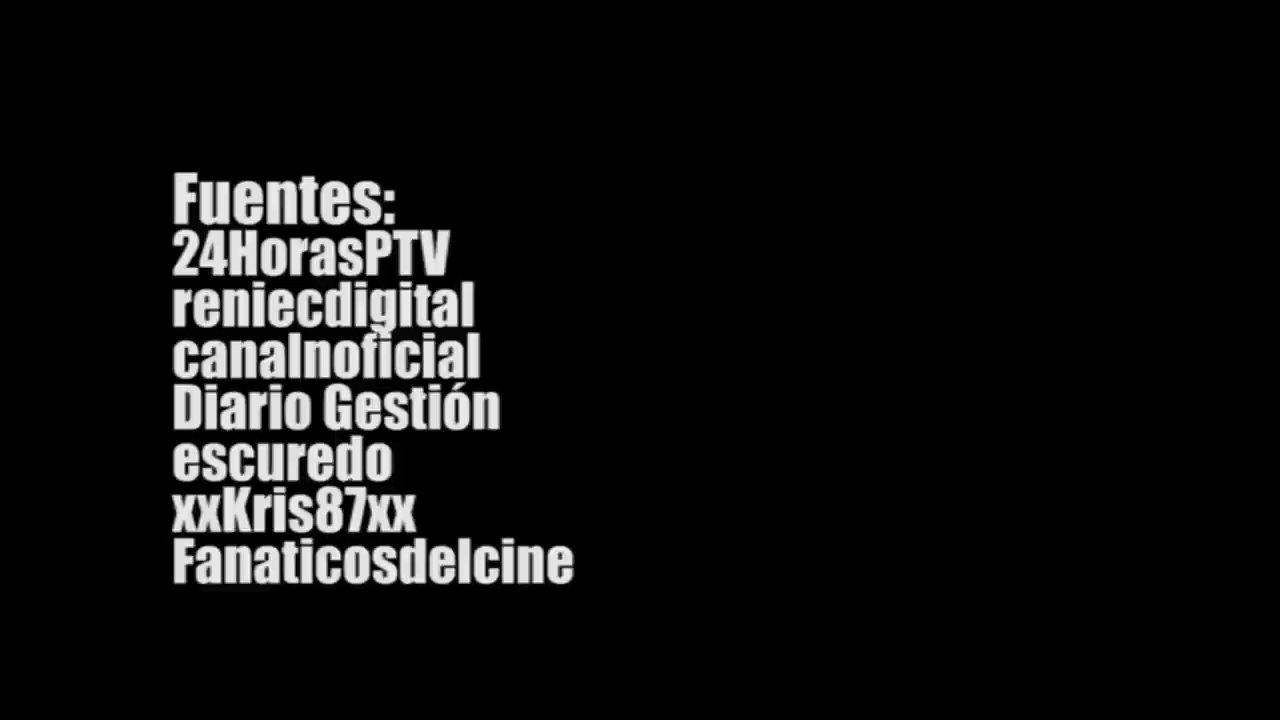 Fuentes:
24HorasPTV
reniecdigital
canalnoficial
Diario Gestión
escuredo
xxKris87xx
Fanaticosdelcine